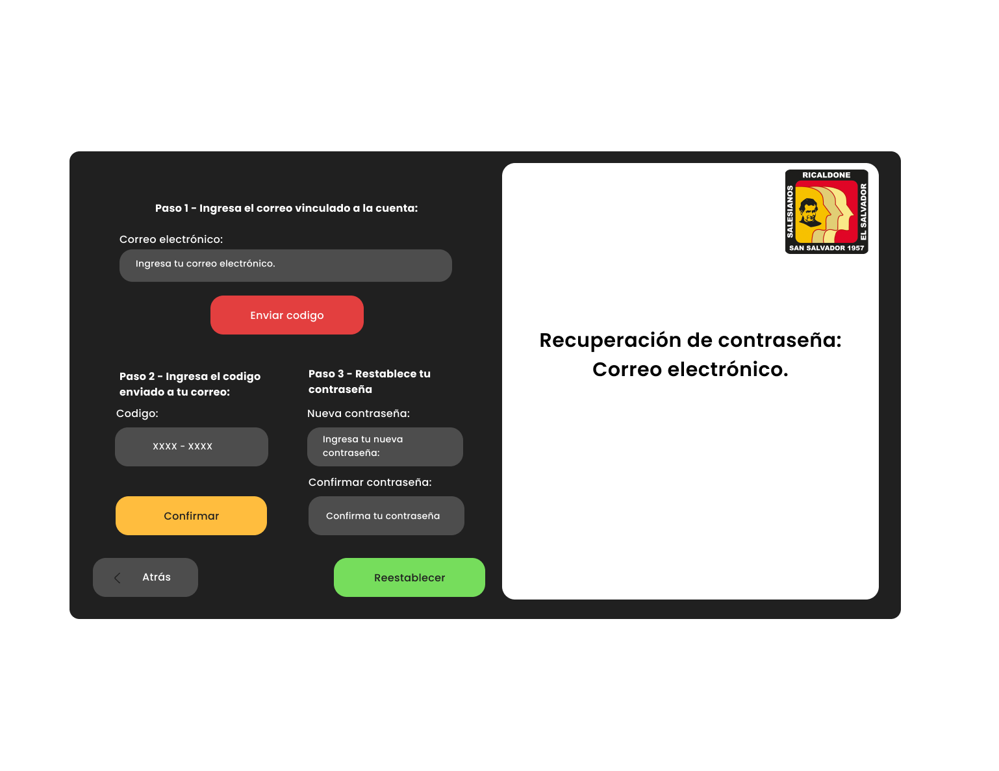 Paso 1 - Ingresa el correo vinculado a la cuenta:
Correo electrónico:
Ingresa tu correo electrónico.
Enviar codigo
Paso 2 - Ingresa el codigo
enviado a tu correo:
Codigo:
XXXX - XXXX
Confirmar
Paso 3 - Restablece tu
contraseña
Nueva contraseña:
Ingresa tu nueva
contraseña:
Confirmar contraseña:
Confirma tu contraseña
Atrás
Reestablecer
RICALDONE
SALESIANOS
EL SALVADOR
SAN SALVADOR 1957
Recuperación de contraseña:
Correo electrónico.